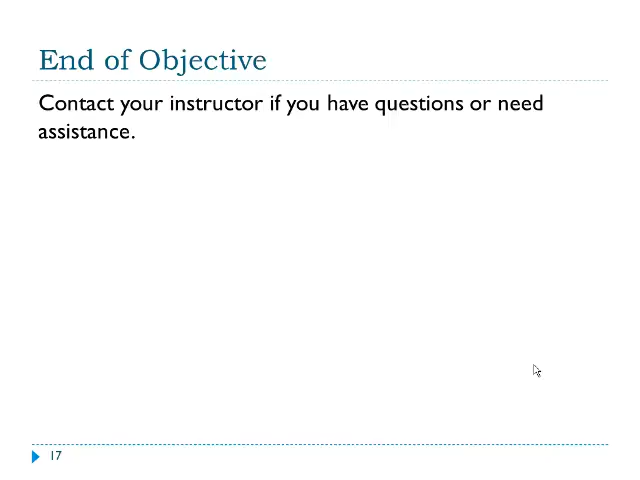 End of Objective
Contact your instructor if you have questions or need
assistance.
17